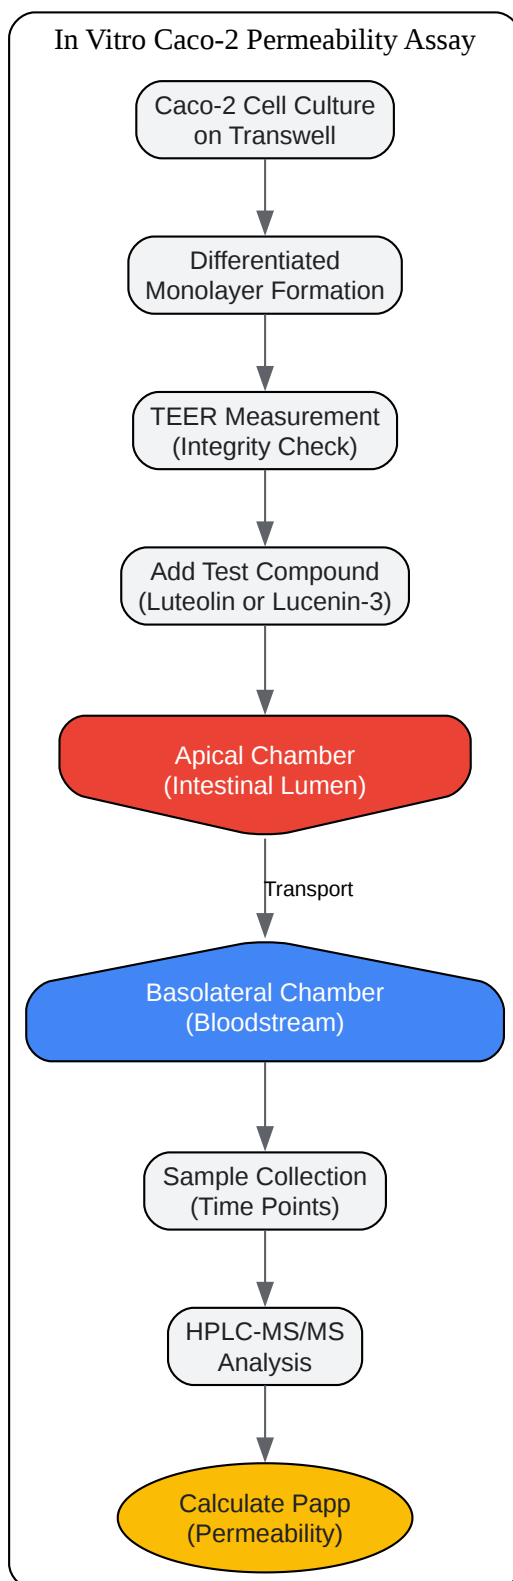 In Vitro Caco-2 Permeability Assay
Caco-2 Cell Culture
on Transwell
Differentiated
Monolayer Formation
TEER Measurement
(Integrity Check)
Add Test Compound
(Luteolin or Lucenin-3)
Apical Chamber
(Intestinal Lumen)
Transport
Basolateral Chamber
(Bloodstream)
Sample Collection
(Time Points)
HPLC-MS/MS
Analysis
Calculate Papp
(Permeability)